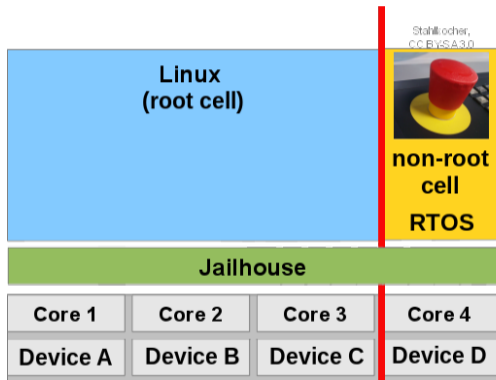 Stahlkocher,
CC BY-SA 3.0
Linux
(root cell)
non-root
cell
RTOS
Jailhouse
Core 1
Core 2
Core 3
Core 4
Device A
Device B
Device C
Device D